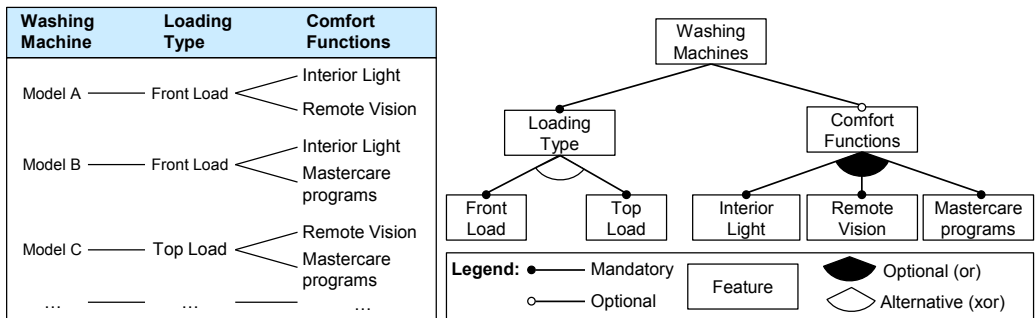 Washing Machine
Loading Type
Comfort Functions
Model A
Front Load
Interior Light
Remote Vision
Model B
Front Load
Interior Light
Mastercare programs
Model C
Top Load
Remote Vision
Mastercare programs
...
...
...
Washing
Machines
Loading
Type
Comfort
Functions
Front
Load
Top
Load
Interior
Light
Remote
Vision
Mastercare
programs
Legend:
Mandatory
Optional
Feature
Optional (or)
Alternative (xor)